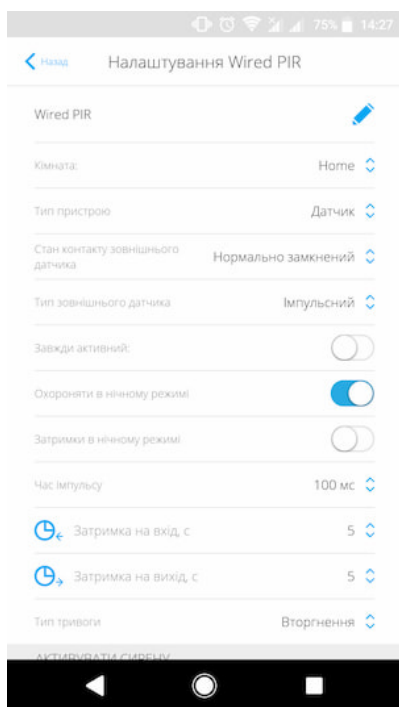 75% 14:27
Назад Налаштування Wired PIR
Wired PIR
Кімната: Home
Тип пристрою Датчик
Стан контакту зовнішнього
датчика Нормально замкнений
Тип зовнішнього датчика Імпульсний
Завжди активний:
Охороняти в нічному режимі
Затримки в нічному режимі
Час імпульсу 100 мс
Затримка на вхід, с 5
Затримка на вихід, с 5
Тип тривоги Вторгнення
АКТИВУВАТИ СИРЕНУ